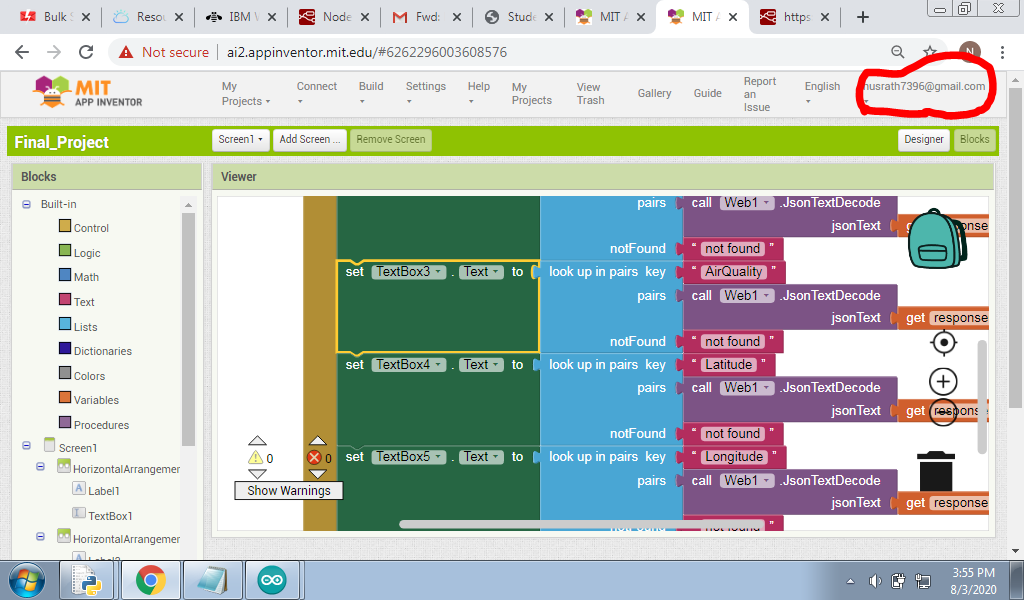 Bulk S
Resou
IBM W
Node
Fwd:
Stude
MIT A
MIT A
https
Not secure
ai2.appinventor.mit.edu/#6262296003608576
N
MIT
APP INVENTOR
My Projects
Connect
Build
Settings
Help
My Projects
View Trash
Gallery
Guide
Report an Issue
English
nusrath7396@gmail.com
Final_Project
Screen1
Add Screen ...
Remove Screen
Designer
Blocks
Blocks
Viewer
Built-in
Control
Logic
Math
Text
Lists
Dictionaries
Colors
Variables
Procedures
Screen1
HorizontalArrangemer
Label1
TextBox1
HorizontalArrangemer
pairs call Web1 .JsonTextDecode
jsonText
notFound " not found "
set TextBox3 . Text to look up in pairs key " AirQuality "
pairs call Web1 .JsonTextDecode
jsonText get response
notFound " not found "
set TextBox4 . Text to look up in pairs key " Latitude "
pairs call Web1 .JsonTextDecode
jsonText get respons
notFound " not found "
set TextBox5 . Text to look up in pairs key " Longitude "
pairs call Web1 .JsonTextDecode
jsonText get response
" not found "
0 0
Show Warnings
3:55 PM
8/3/2020